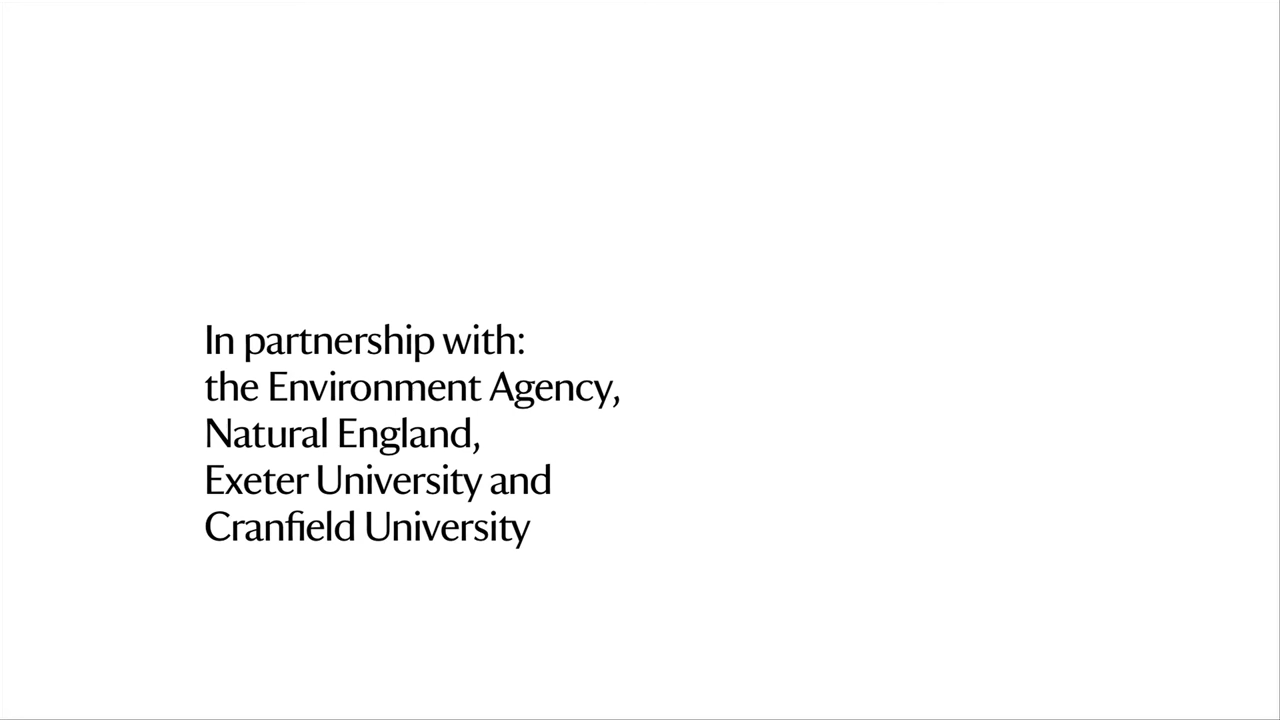 In partnership with:
the Environment Agency,
Natural England,
Exeter University and
Cranfield University